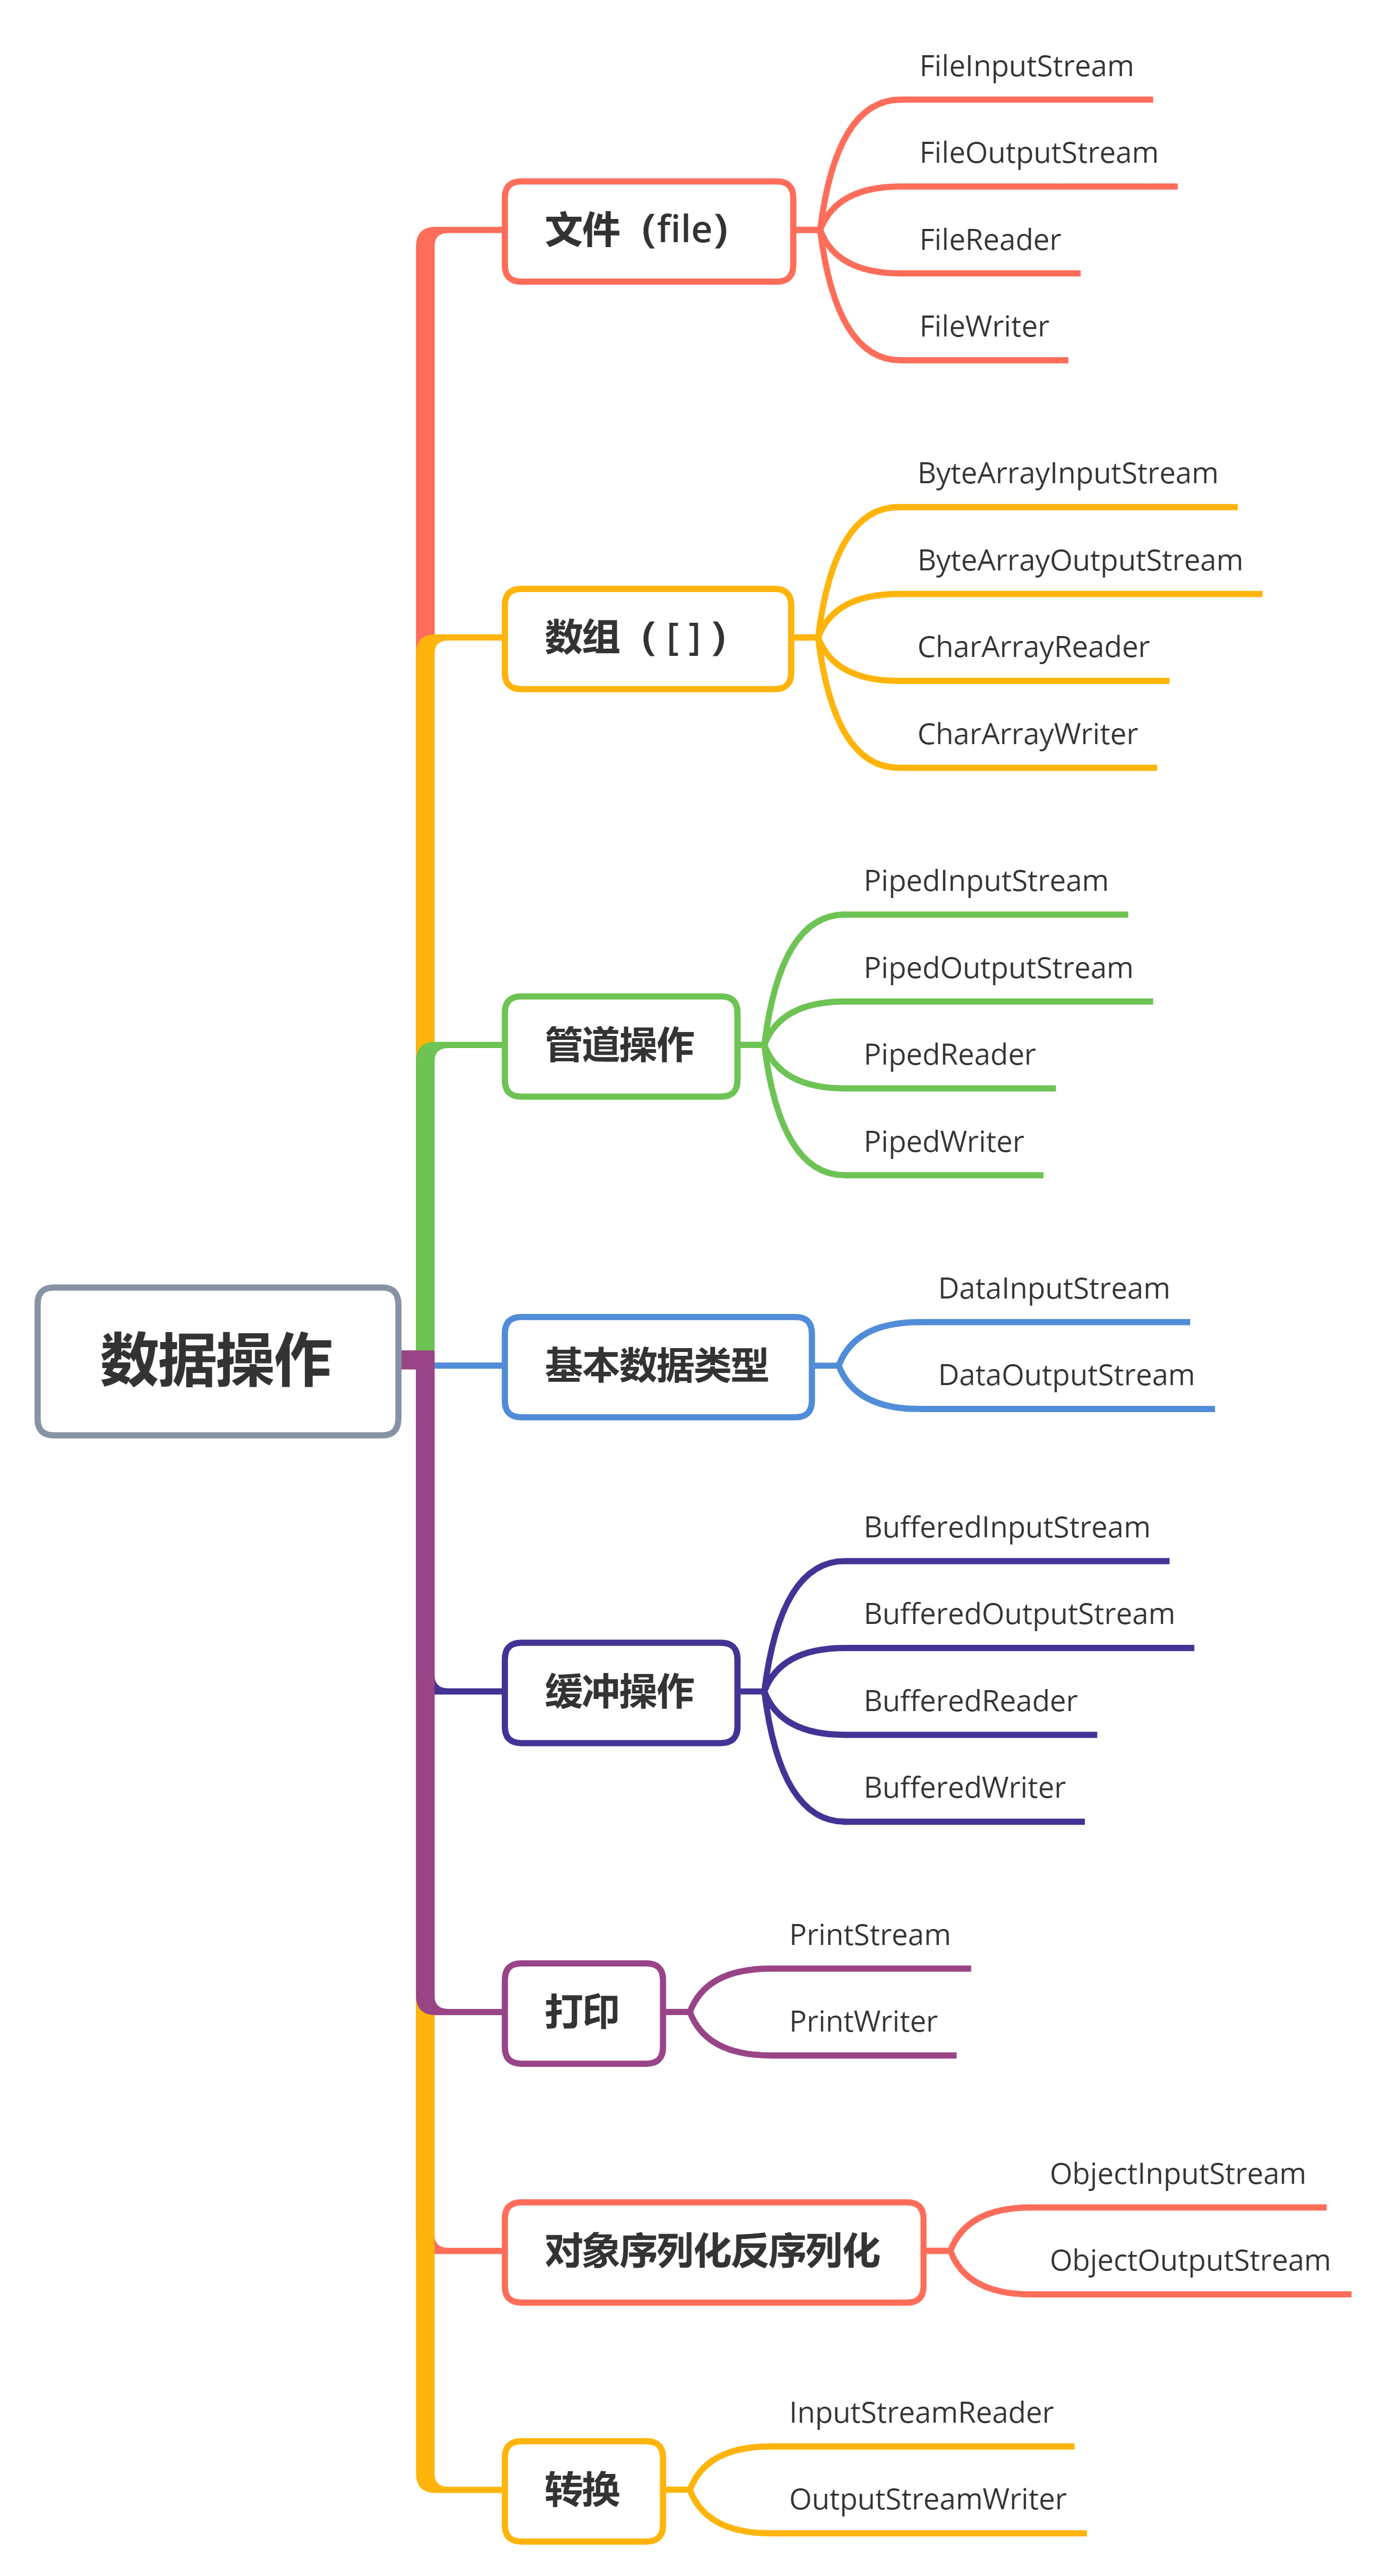 数据操作
文件（file）
FileInputStream
FileOutputStream
FileReader
FileWriter
数组（ [ ] ）
ByteArrayInputStream
ByteArrayOutputStream
CharArrayReader
CharArrayWriter
管道操作
PipedInputStream
PipedOutputStream
PipedReader
PipedWriter
基本数据类型
DataInputStream
DataOutputStream
缓冲操作
BufferedInputStream
BufferedOutputStream
BufferedReader
BufferedWriter
打印
PrintStream
PrintWriter
对象序列化反序列化
ObjectInputStream
ObjectOutputStream
转换
InputStreamReader
OutputStreamWriter